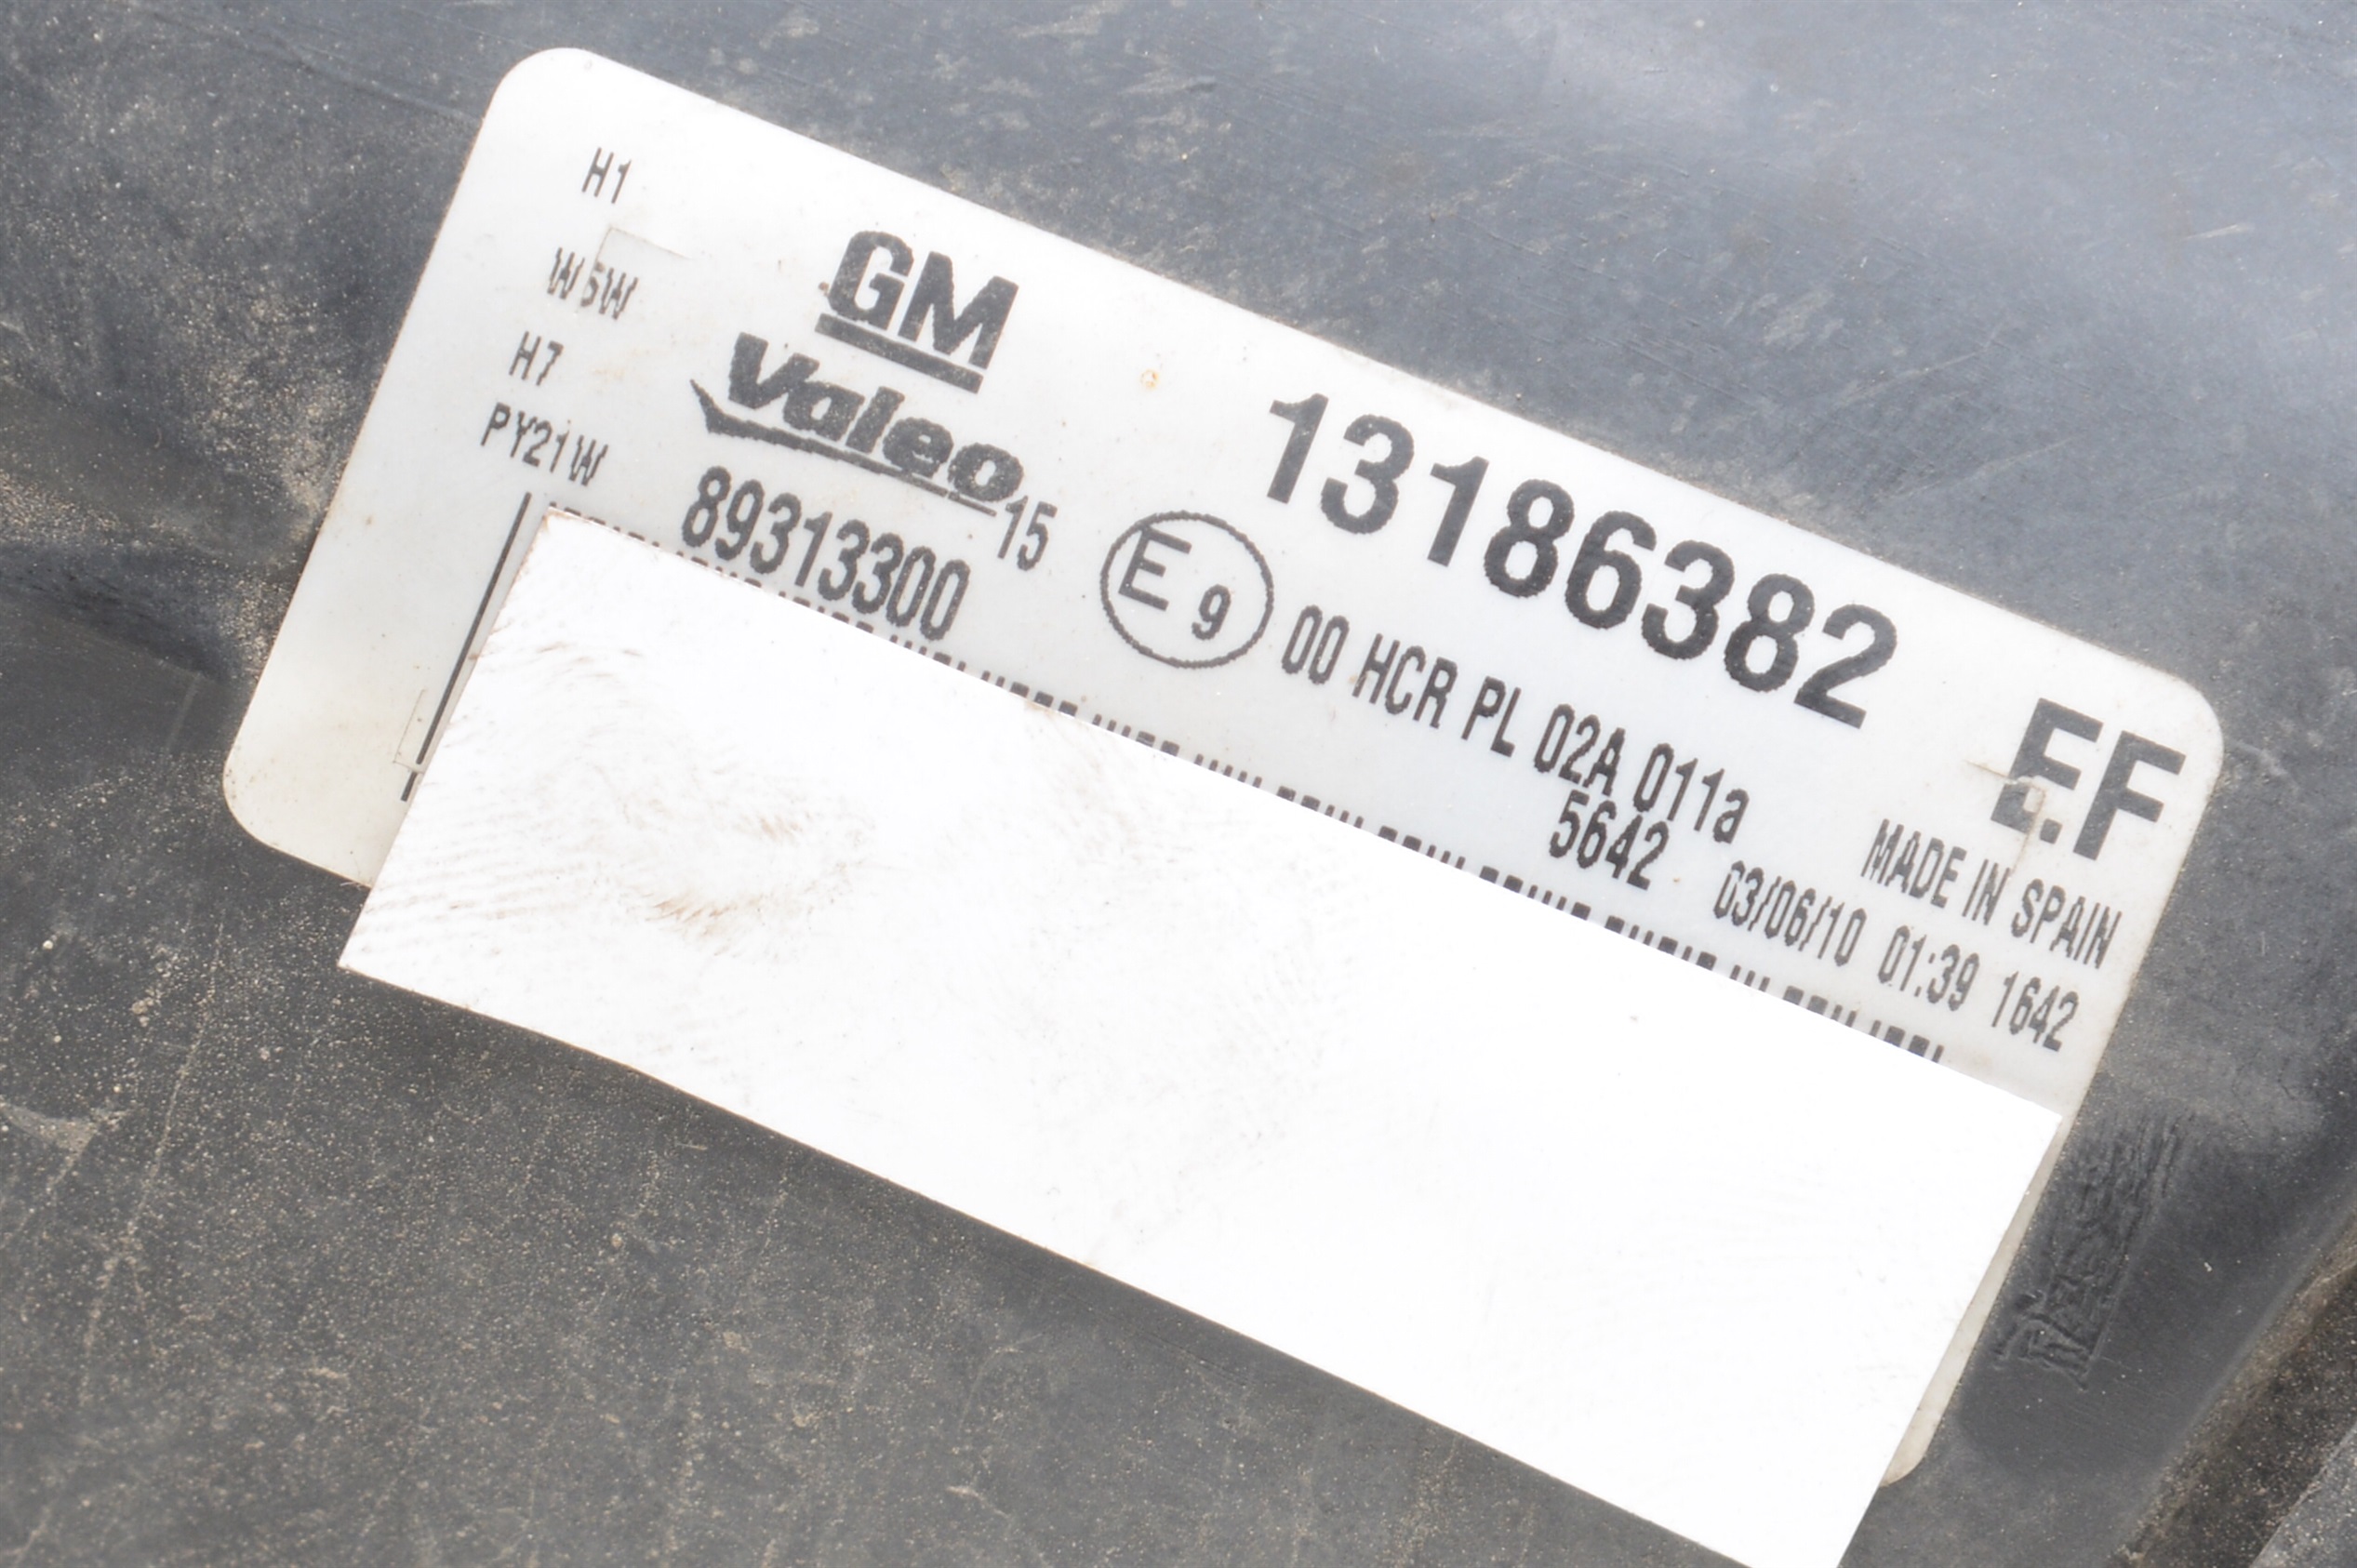 H1
W5W
H7
PY21W
GM
Valeo
15
89313300
13186382
E 9
00 HCR PL 02A 011a
5642
EF
MADE IN SPAIN
03/06/10 01:39 1642